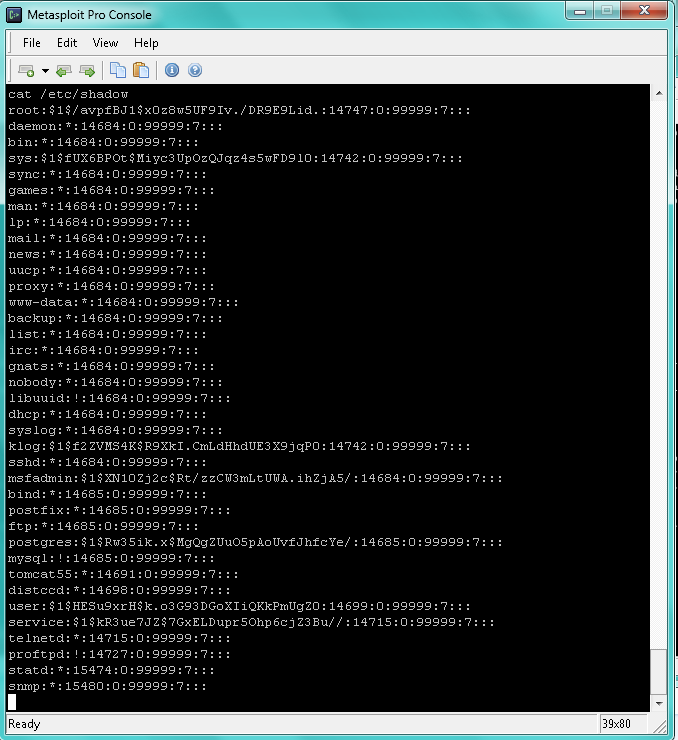 Metasploit Pro Console
File Edit View Help
cat /etc/shadow
root:$1$/avpfBJ1$x0z8w5UF9Iv./DR9E9Lid.:14747:0:99999:7:::
daemon:*:14684:0:99999:7:::
bin:*:14684:0:99999:7:::
sys:$1$fUX6BPOt$Miyc3UpOzQJqz4s5wFD9l0:14742:0:99999:7:::
sync:*:14684:0:99999:7:::
games:*:14684:0:99999:7:::
man:*:14684:0:99999:7:::
lp:*:14684:0:99999:7:::
mail:*:14684:0:99999:7:::
news:*:14684:0:99999:7:::
uucp:*:14684:0:99999:7:::
proxy:*:14684:0:99999:7:::
www-data:*:14684:0:99999:7:::
backup:*:14684:0:99999:7:::
list:*:14684:0:99999:7:::
irc:*:14684:0:99999:7:::
gnats:*:14684:0:99999:7:::
nobody:*:14684:0:99999:7:::
libuuid:!:14684:0:99999:7:::
dhcp:*:14684:0:99999:7:::
syslog:*:14684:0:99999:7:::
klog:$1$f2ZVMS4K$R9XkI.CmLdHhdUE3X9jqP0:14742:0:99999:7:::
sshd:*:14684:0:99999:7:::
msfadmin:$1$XN10Zj2c$Rt/zzCW3mLtUWA.ihZjA5/:14684:0:99999:7:::
bind:*:14685:0:99999:7:::
postfix:*:14685:0:99999:7:::
ftp:*:14685:0:99999:7:::
postgres:$1$Rw35ik.x$MgQgZUuO5pAoUvfJhfcYe/:14685:0:99999:7:::
mysql:!:14685:0:99999:7:::
tomcat55:*:14691:0:99999:7:::
distccd:*:14698:0:99999:7:::
user:$1$HESu9xrH$k.o3G93DGoXIiQKkPmUgZ0:14699:0:99999:7:::
service:$1$kR3ue7JZ$7GxELDupr5Ohp6cjZ3Bu//:14715:0:99999:7:::
telnetd:*:14715:0:99999:7:::
proftpd:!:14727:0:99999:7:::
statd:*:15474:0:99999:7:::
snmp:*:15480:0:99999:7:::
Ready 39x80